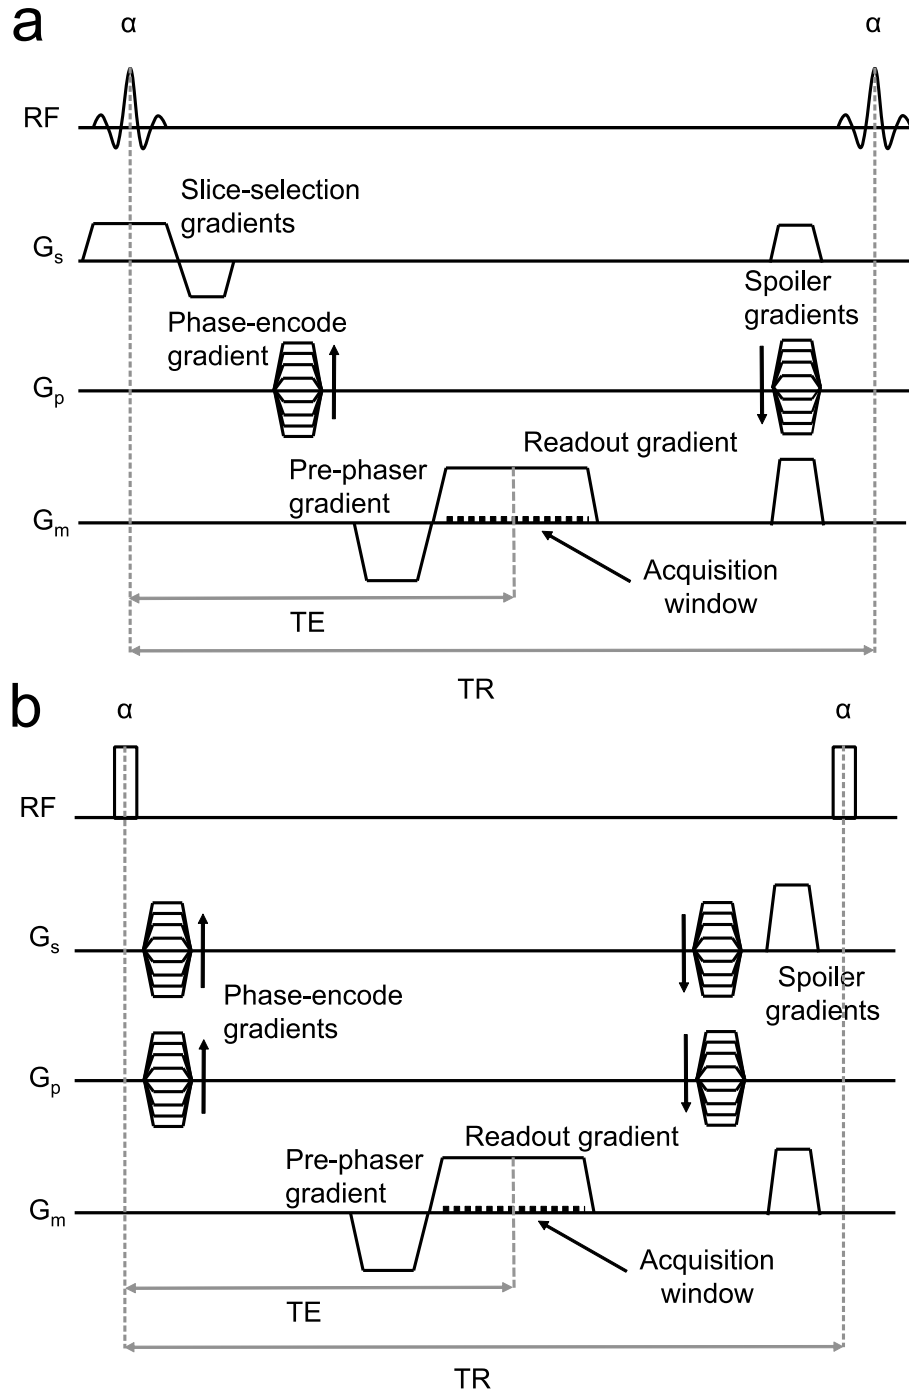 a
α
α
RF
Slice-selection
gradients
Gs
Phase-encode
gradient
Spoiler
gradients
Gp
Readout gradient
Pre-phaser
gradient
Gm
Acquisition
window
TE
TR
b
α
α
RF
Gs
Phase-encode
gradients
Spoiler
gradients
Gp
Readout gradient
Pre-phaser
gradient
Gm
Acquisition
window
TE
TR